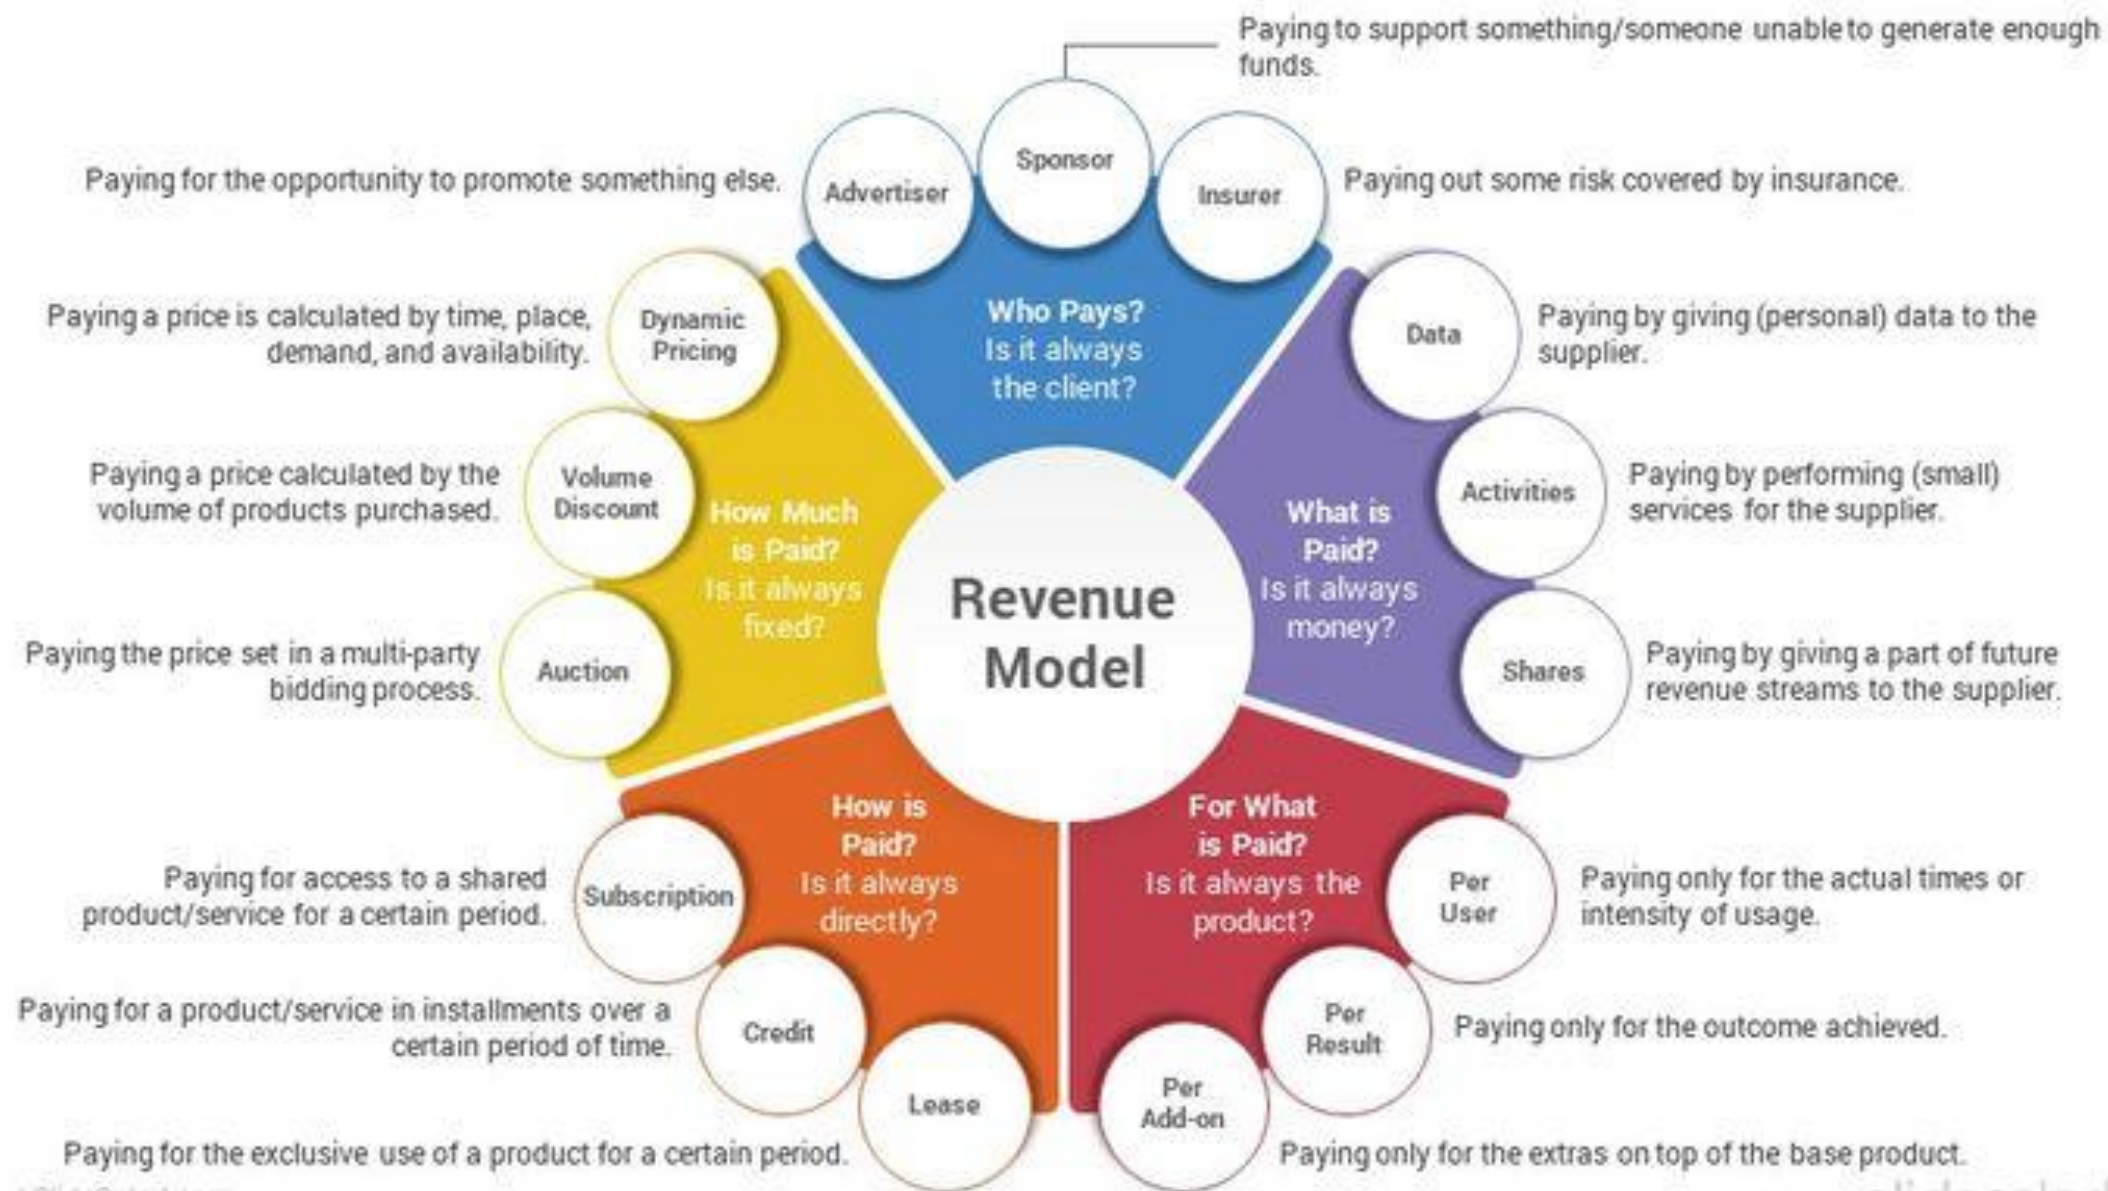 Paying to support something/someone unable to generate enough
funds.
Sponsor
Advertiser
Paying for the opportunity to promote something else.
Insurer
Paying out some risk covered by insurance.
Who Pays?
Is it always
the client?
Data
Paying by giving (personal) data to the
supplier.
Activities
Paying by performing (small)
services for the supplier.
Shares
Paying by giving a part of future
revenue streams to the supplier.
What is
Paid?
Is it always
money?
Per
User
Paying only for the actual times or
intensity of usage.
Per
Result
Paying only for the outcome achieved.
Per
Add-on
Paying only for the extras on top of the base product.
For What
is Paid?
Is it always the
product?
Lease
Paying for the exclusive use of a product for a certain period.
Credit
Paying for a product/service in installments over a
certain period of time.
Subscription
Paying for access to a shared
product/service for a certain period.
How is
Paid?
Is it always
directly?
Auction
Paying the price set in a multi-party
bidding process.
Volume
Discount
Paying a price calculated by the
volume of products purchased.
Dynamic
Pricing
Paying a price is calculated by time, place,
demand, and availability.
How Much
is Paid?
Is it always
fixed?
Revenue
Model